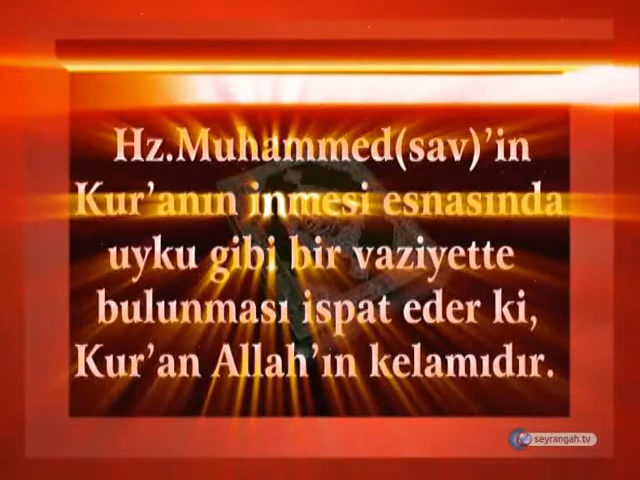 Hz.Muhammed(sav)’in
Kur’anın inmesi esnasında
uyku gibi bir vaziyette
bulunması ispat eder ki,
Kur’an Allah’ın kelamıdır.
seyrangah.tv